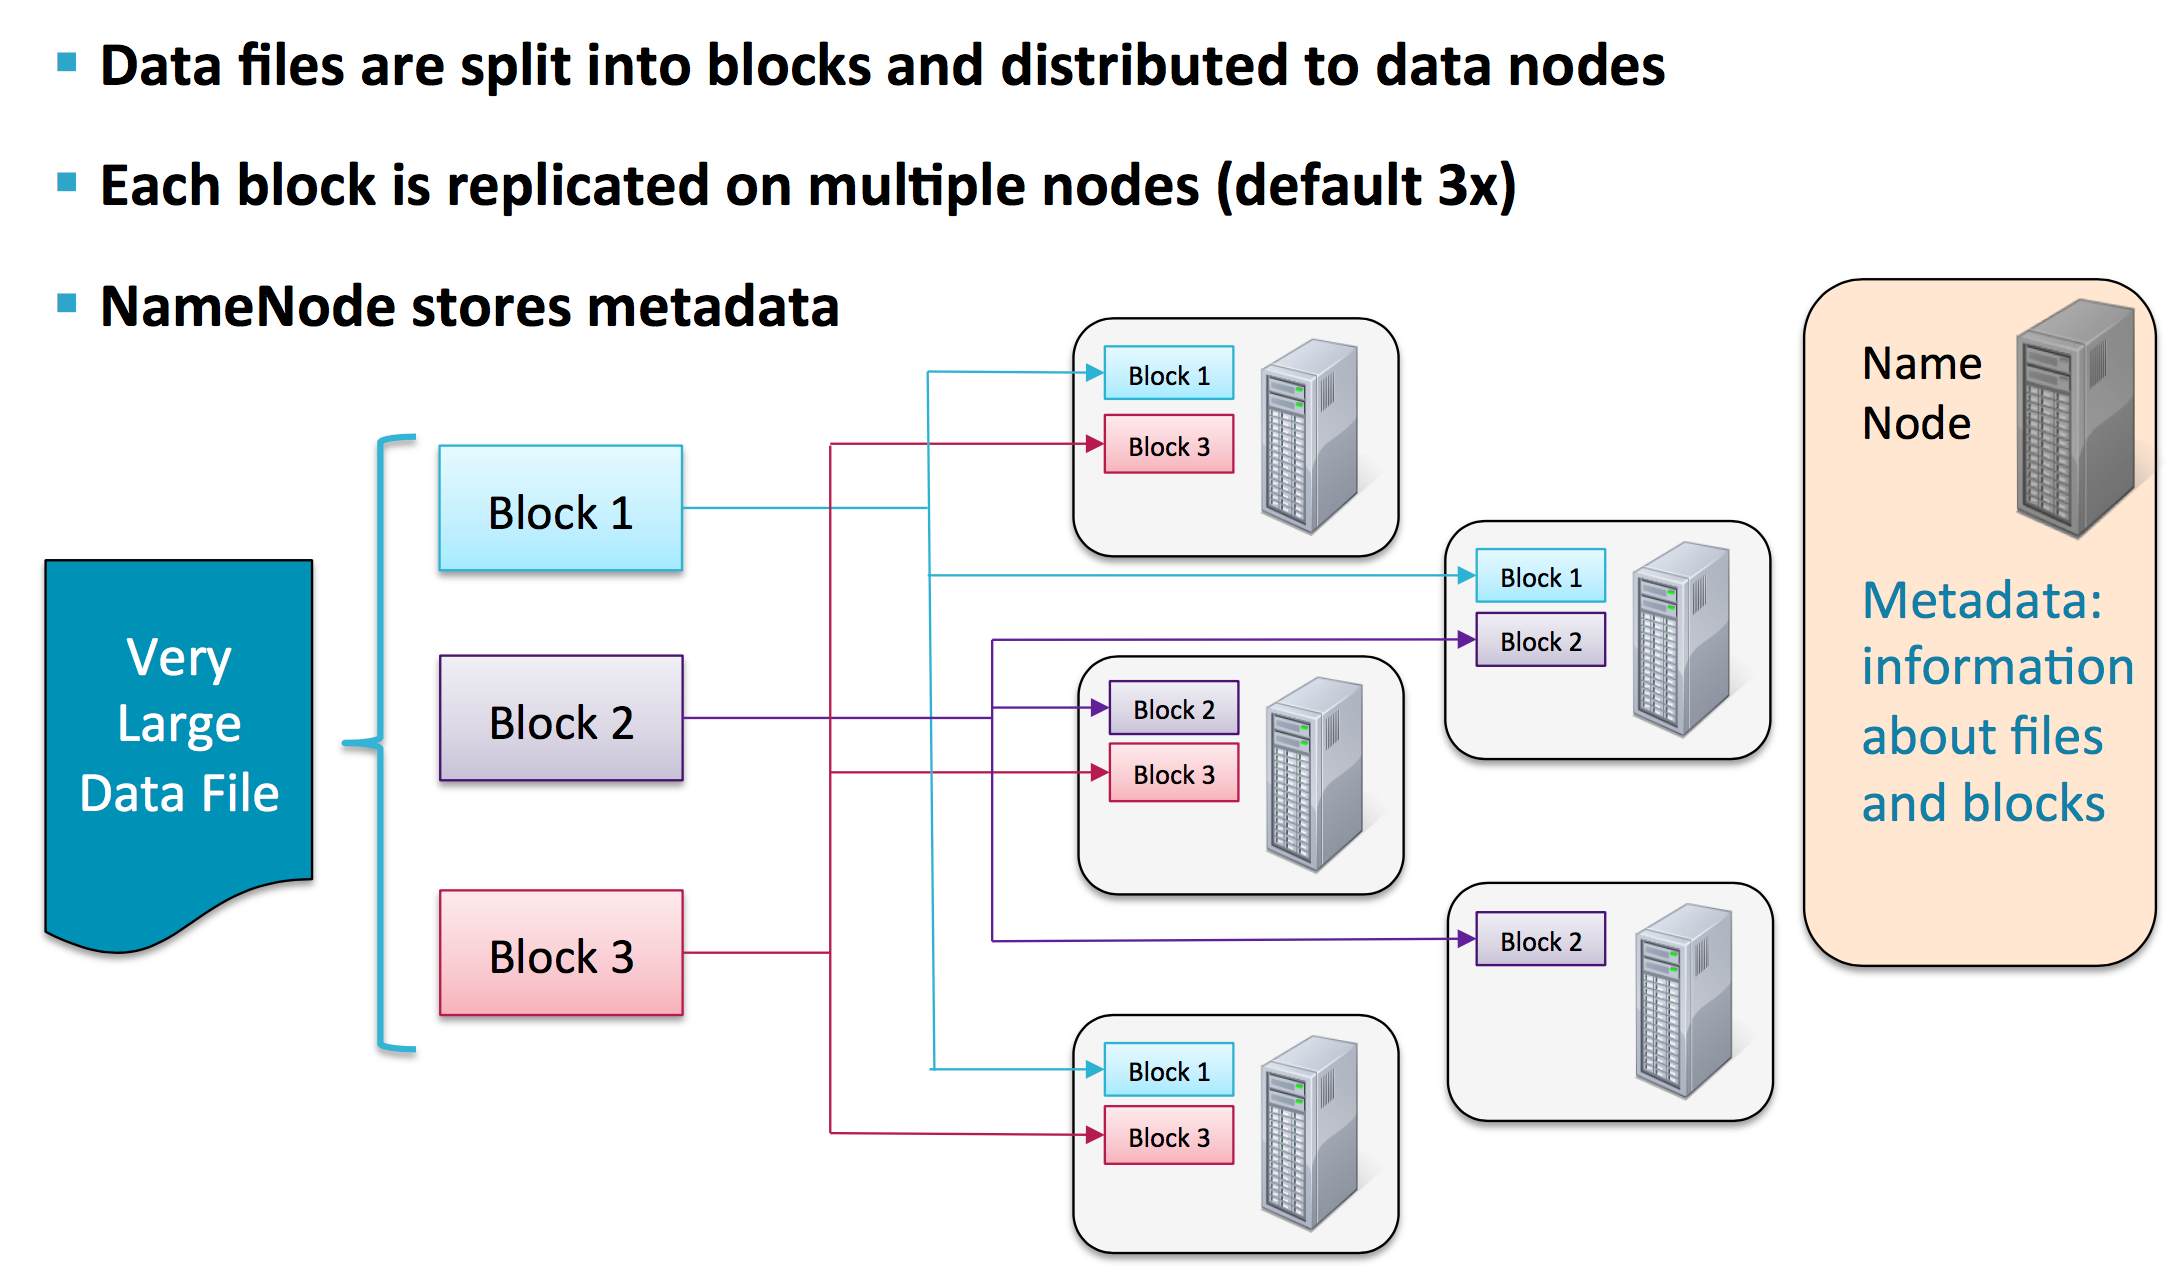 Data files are split into blocks and distributed to data nodes
Each block is replicated on multiple nodes (default 3x)
NameNode stores metadata
Very
Large
Data File
Block 1
Block 2
Block 3
Block 1
Block 3
Block 1
Block 2
Block 2
Block 3
Block 2
Block 1
Block 3
Name
Node
Metadata:
information
about files
and blocks